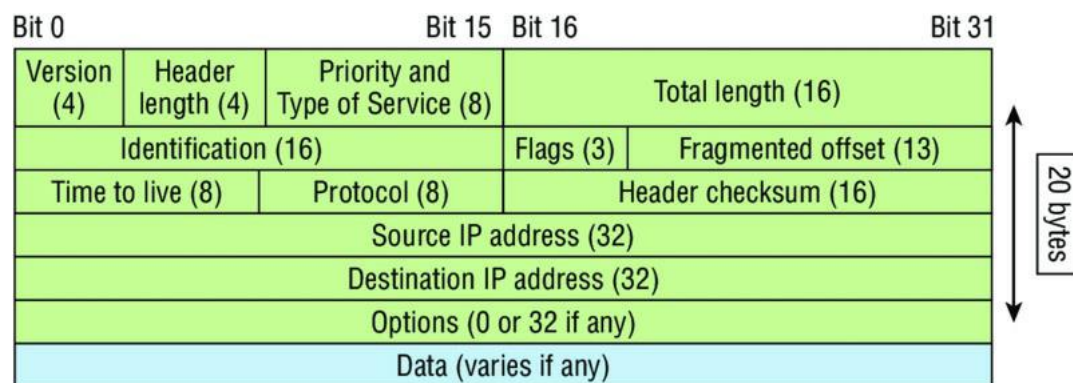 Bit 0 Bit 15 Bit 16 Bit 31
Version (4) Header length (4) Priority and Type of Service (8) Total length (16)
Identification (16) Flags (3) Fragmented offset (13)
Time to live (8) Protocol (8) Header checksum (16)
Source IP address (32)
Destination IP address (32)
Options (0 or 32 if any)
Data (varies if any)
20 bytes